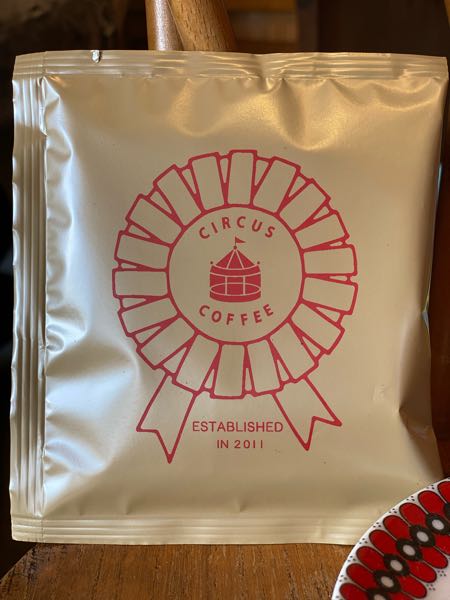 CIRCUS
COFFEE
ESTABLISHED
IN 2011